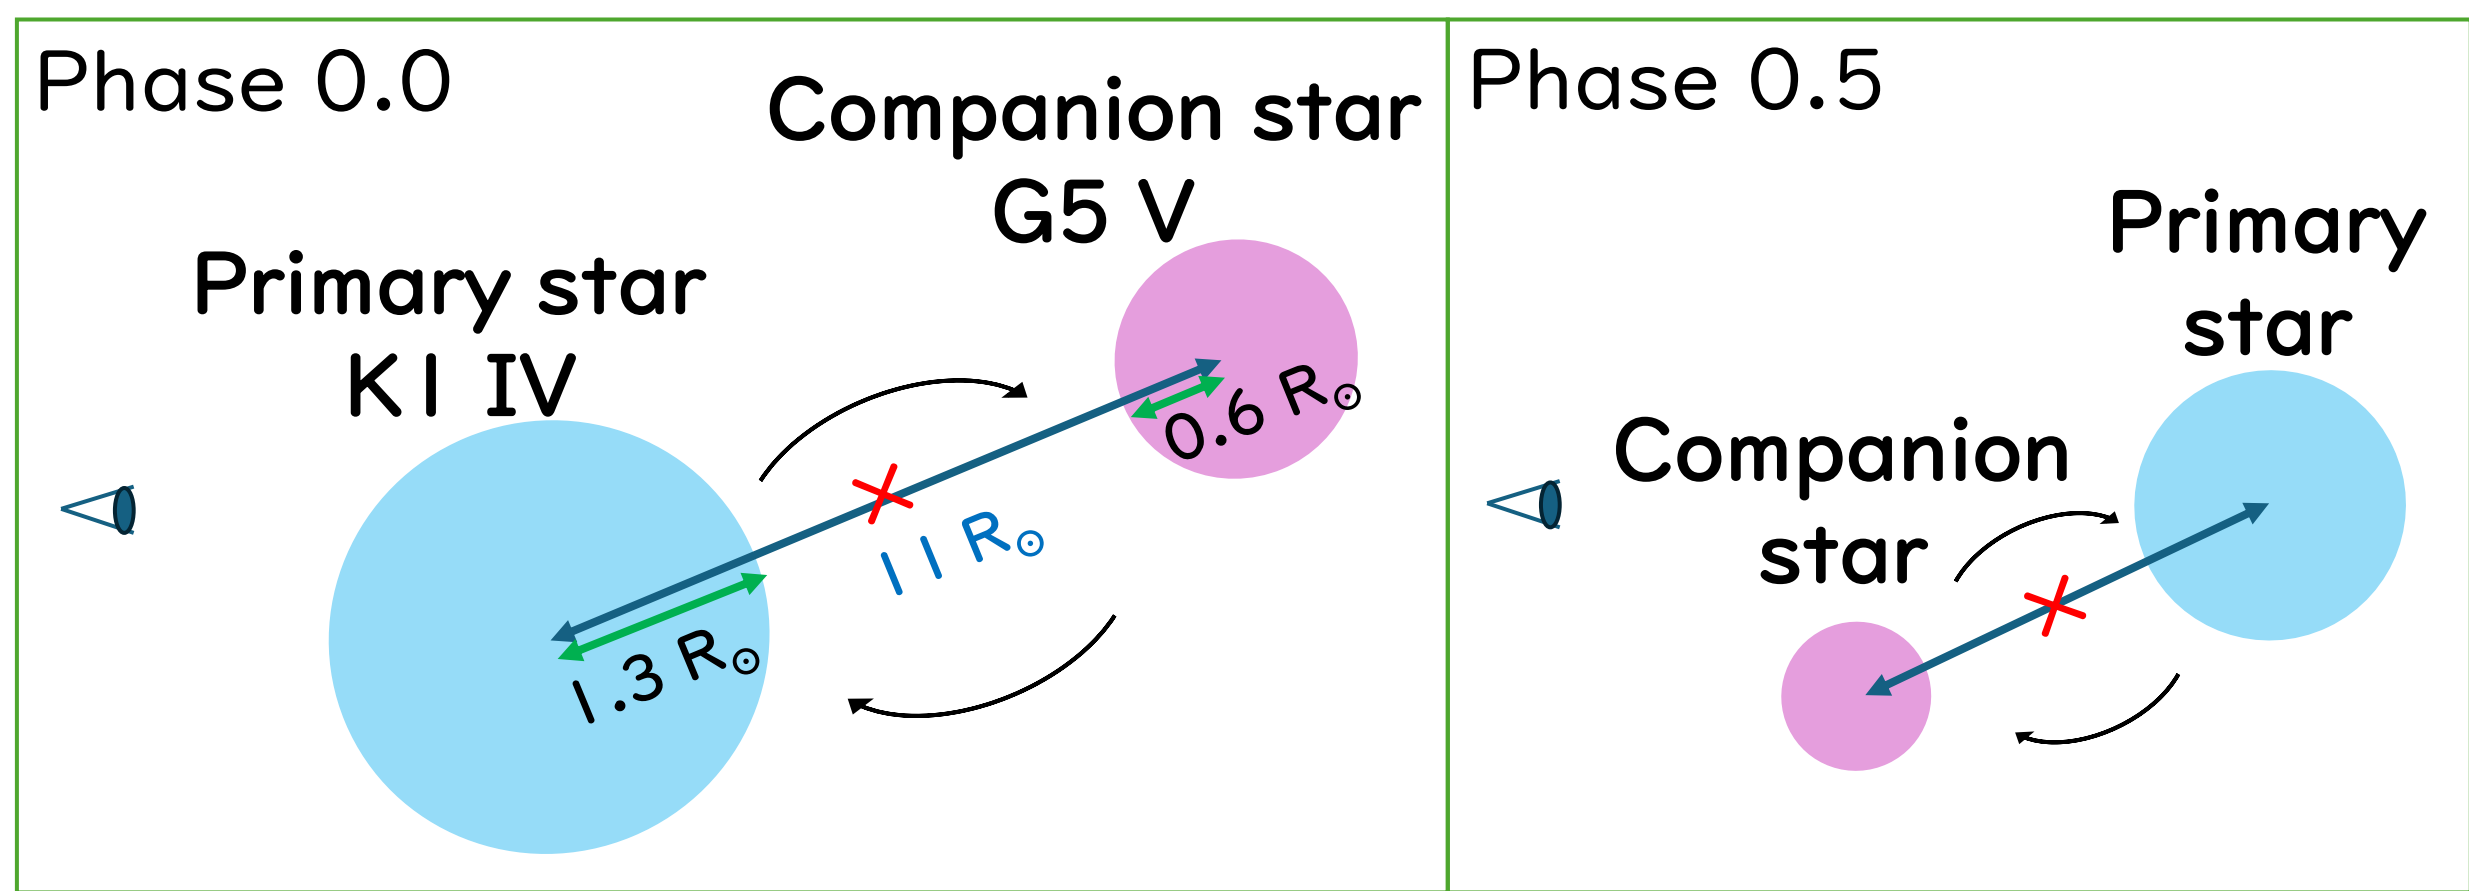 Phase 0.0
Companion star
G5 V
Primary star
K1 IV
0.6 R☉
11 R☉
1.3 R☉
Phase 0.5
Primary
star
Companion
star